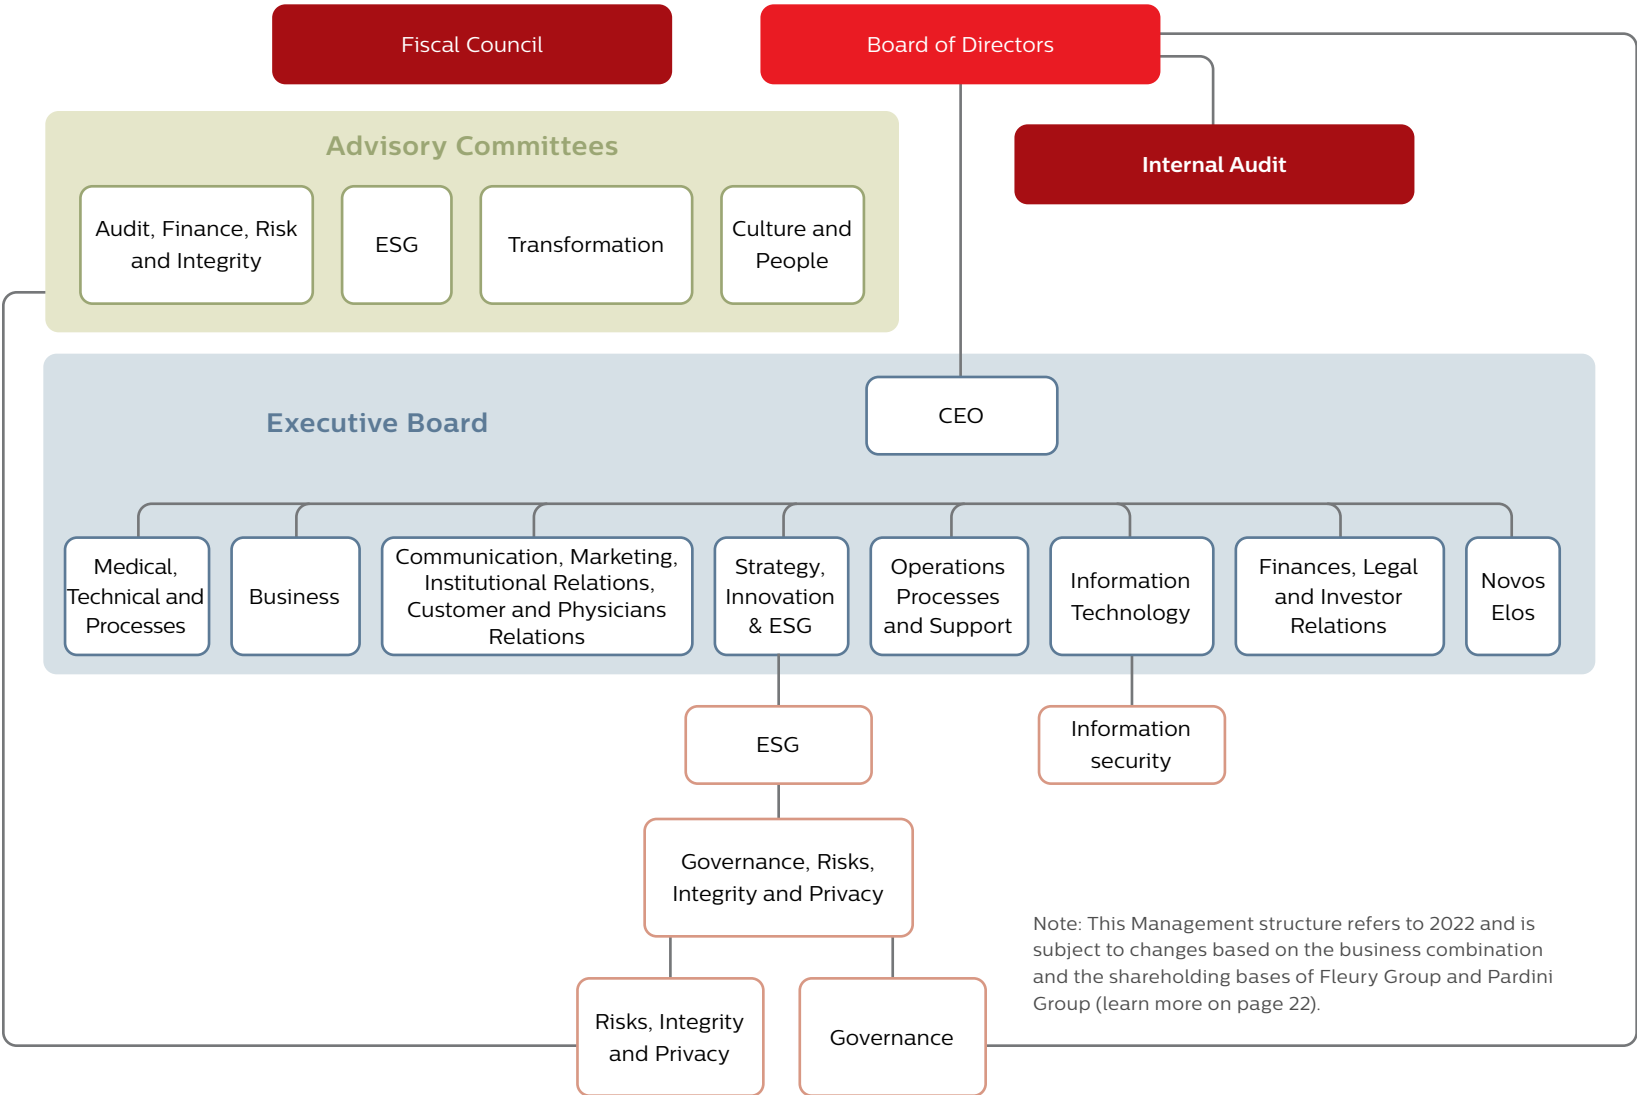 Fiscal Council
Board of Directors
Internal Audit
Advisory Committees
Audit, Finance, Risk
and Integrity
ESG
Transformation
Culture and
People
Executive Board
CEO
Medical,
Technical and
Processes
Business
Communication, Marketing,
Institutional Relations,
Customer and Physicians
Relations
Strategy,
Innovation
& ESG
Operations
Processes
and Support
Information
Technology
Finances, Legal
and Investor
Relations
Novos
Elos
ESG
Information
security
Governance, Risks,
Integrity and Privacy
Risks, Integrity
and Privacy
Governance
Note: This Management structure refers to 2022 and is
subject to changes based on the business combination
and the shareholding bases of Fleury Group and Pardini
Group (learn more on page 22).